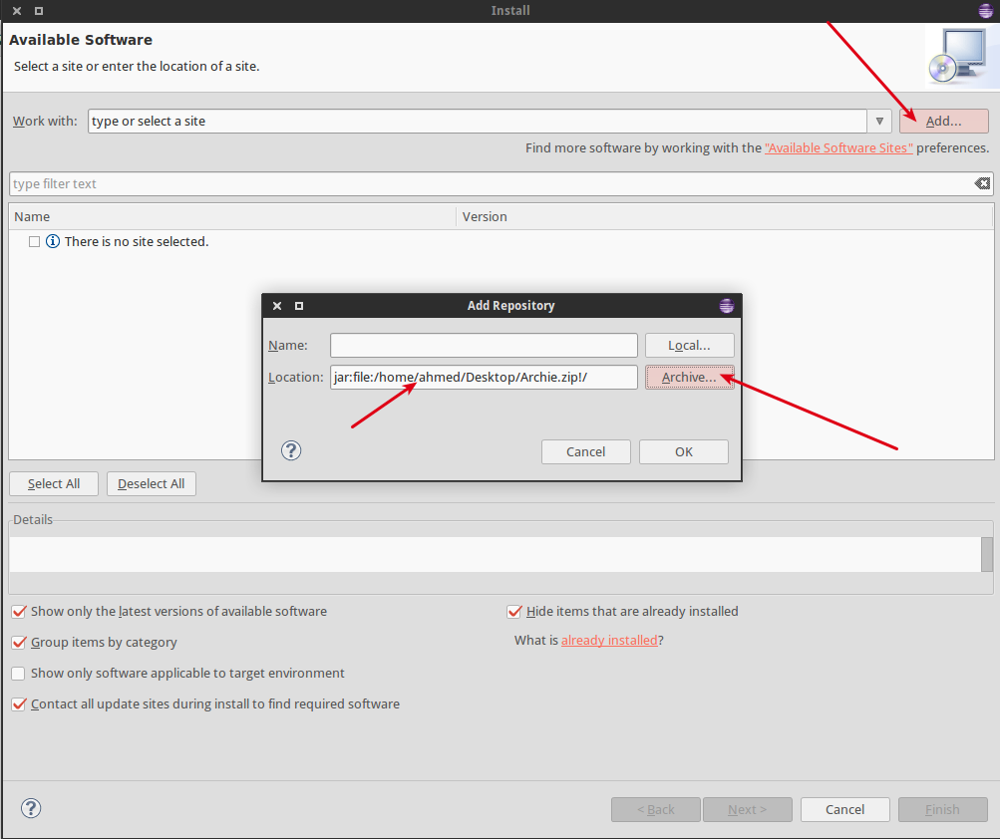 Install
Available Software
Select a site or enter the location of a site.
Work with: type or select a site Add...
Find more software by working with the "Available Software Sites" preferences.
type filter text
Name Version
There is no site selected.
Add Repository
Name: Local...
Location: jar:file:/home/ahmed/Desktop/Archie.zip!/ Archive...
Cancel OK
Select All Deselect All
Details
Show only the latest versions of available software Hide items that are already installed
Group items by category What is already installed?
Show only software applicable to target environment
Contact all update sites during install to find required software
< Back Next > Cancel Finish